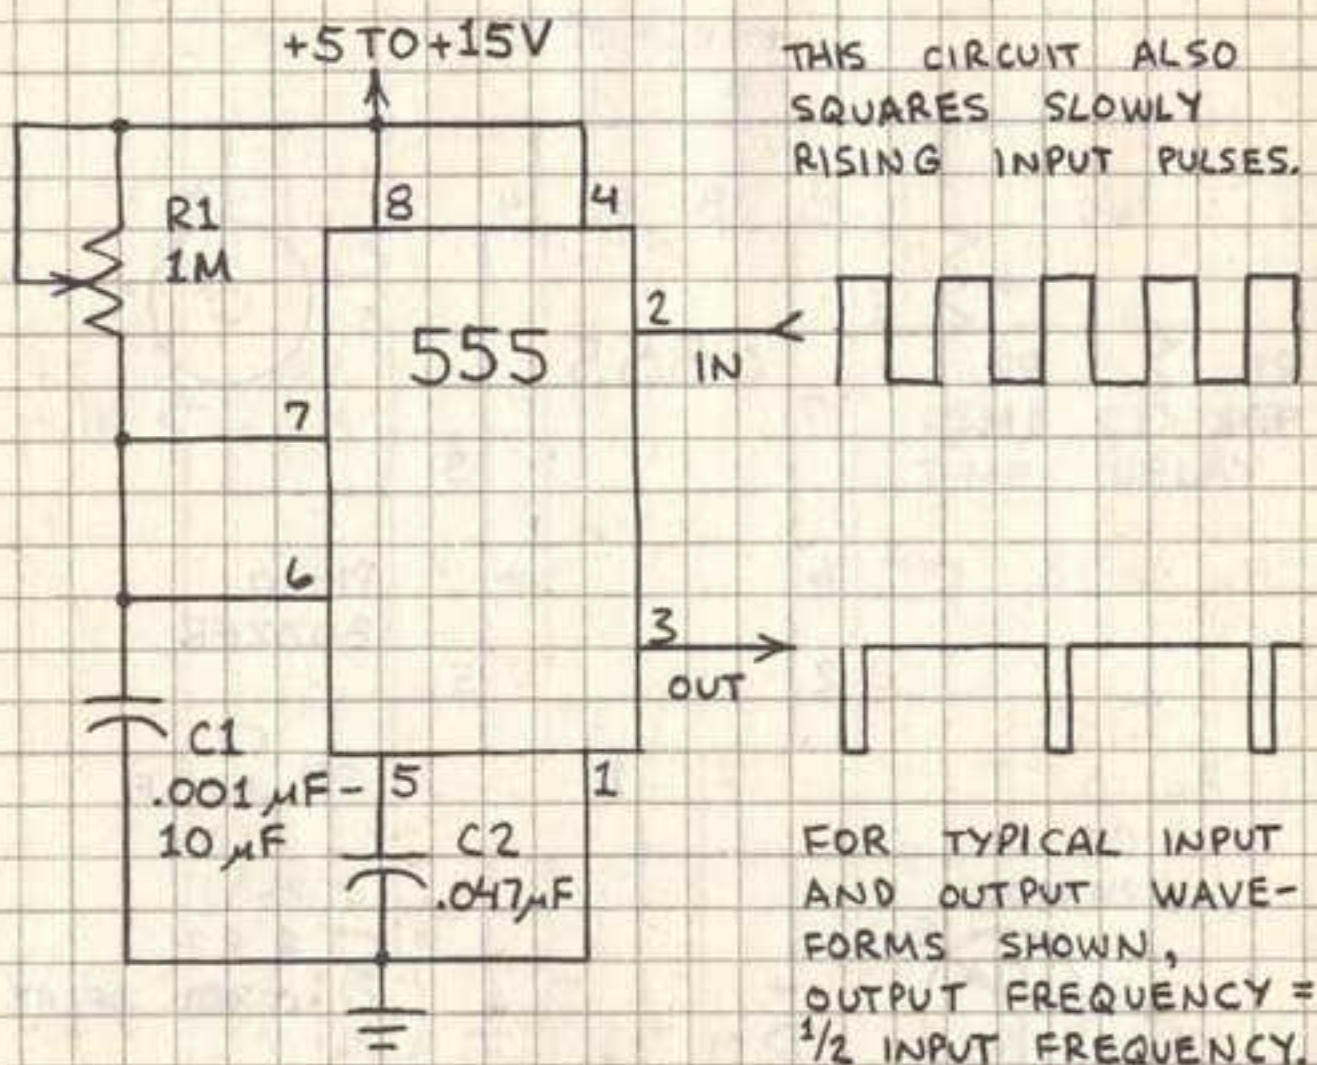 +5 TO +15V
THIS CIRCUIT ALSO
SQUARES SLOWLY
RISING INPUT PULSES.
R1
1M
8
4
555
2
IN
7
6
3
OUT
C1
.001 µF-
10 µF
5
1
C2
.047µF
FOR TYPICAL INPUT
AND OUTPUT WAVE-
FORMS SHOWN,
OUTPUT FREQUENCY =
1/2 INPUT FREQUENCY.